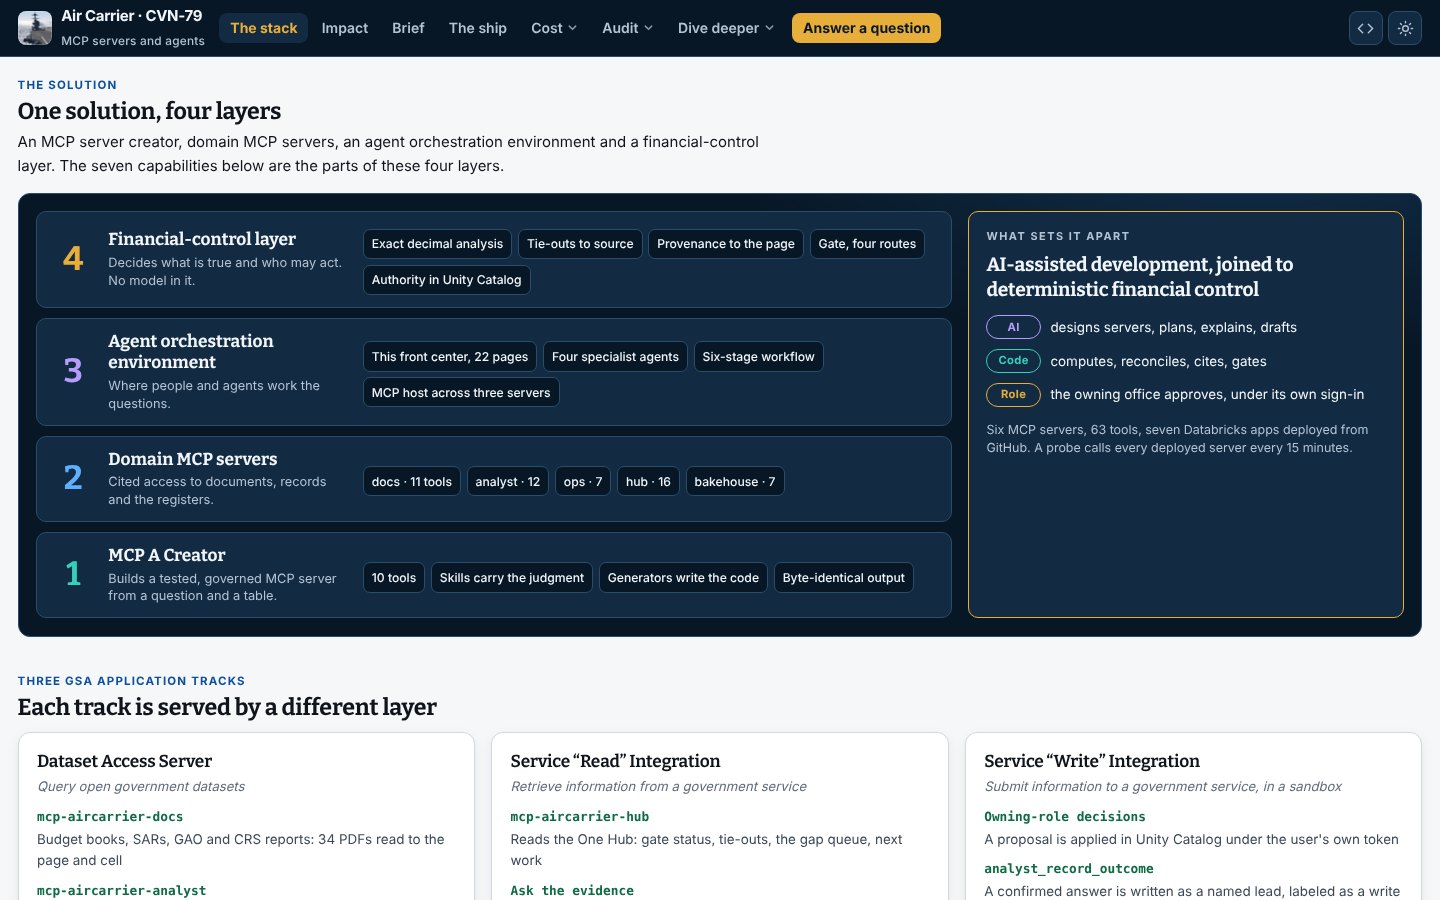 Air Carrier · CVN-79
MCP servers and agents
The stack
Impact
Brief
The ship
Cost
Audit
Dive deeper
Answer a question
THE SOLUTION
One solution, four layers
An MCP server creator, domain MCP servers, an agent orchestration environment and a financial-control
layer. The seven capabilities below are the parts of these four layers.
4
Financial-control layer
Decides what is true and who may act.
No model in it.
Exact decimal analysis
Tie-outs to source
Provenance to the page
Gate, four routes
Authority in Unity Catalog
3
Agent orchestration
environment
Where people and agents work the
questions.
This front center, 22 pages
Four specialist agents
Six-stage workflow
MCP host across three servers
2
Domain MCP servers
Cited access to documents, records
and the registers.
docs · 11 tools
analyst · 12
ops · 7
hub · 16
bakehouse · 7
1
MCP A Creator
Builds a tested, governed MCP server
from a question and a table.
10 tools
Skills carry the judgment
Generators write the code
Byte-identical output
WHAT SETS IT APART
AI-assisted development, joined to
deterministic financial control
AI designs servers, plans, explains, drafts
Code computes, reconciles, cites, gates
Role the owning office approves, under its own sign-in
Six MCP servers, 63 tools, seven Databricks apps deployed from
GitHub. A probe calls every deployed server every 15 minutes.
THREE GSA APPLICATION TRACKS
Each track is served by a different layer
Dataset Access Server
Query open government datasets
mcp-aircarrier-docs
Budget books, SARs, GAO and CRS reports: 34 PDFs read to the
page and cell
mcp-aircarrier-analyst
Service “Read” Integration
Retrieve information from a government service
mcp-aircarrier-hub
Reads the One Hub: gate status, tie-outs, the gap queue, next
work
Ask the evidence
Service “Write” Integration
Submit information to a government service, in a sandbox
Owning-role decisions
A proposal is applied in Unity Catalog under the user's own token
analyst_record_outcome
A confirmed answer is written as a named lead, labeled as a write